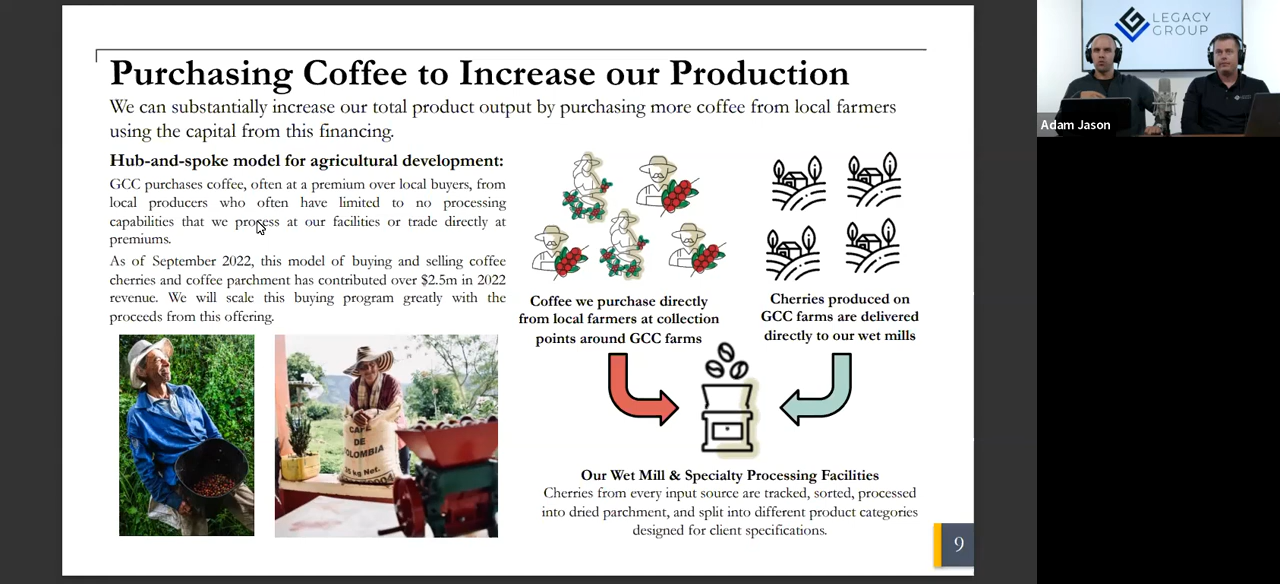 Purchasing Coffee to Increase our Production
We can substantially increase our total product output by purchasing more coffee from local farmers
using the capital from this financing.
Hub-and-spoke model for agricultural development:
GCC purchases coffee, often at a premium over local buyers, from
local producers who often have limited to no processing
capabilities that we process at our facilities or trade directly at
premiums.
As of September 2022, this model of buying and selling coffee
cherries and coffee parchment has contributed over $2.5m in 2022
revenue. We will scale this buying program greatly with the
proceeds from this offering.
CAFE
DE
COLOMBIA
35 kg Net.
Coffee we purchase directly
from local farmers at collection
points around GCC farms
Cherries produced on
GCC farms are delivered
directly to our wet mills
Our Wet Mill & Specialty Processing Facilities
Cherries from every input source are tracked, sorted, processed
into dried parchment, and split into different product categories
designed for client specifications.
9
LEGACY
GROUP
Adam Jason